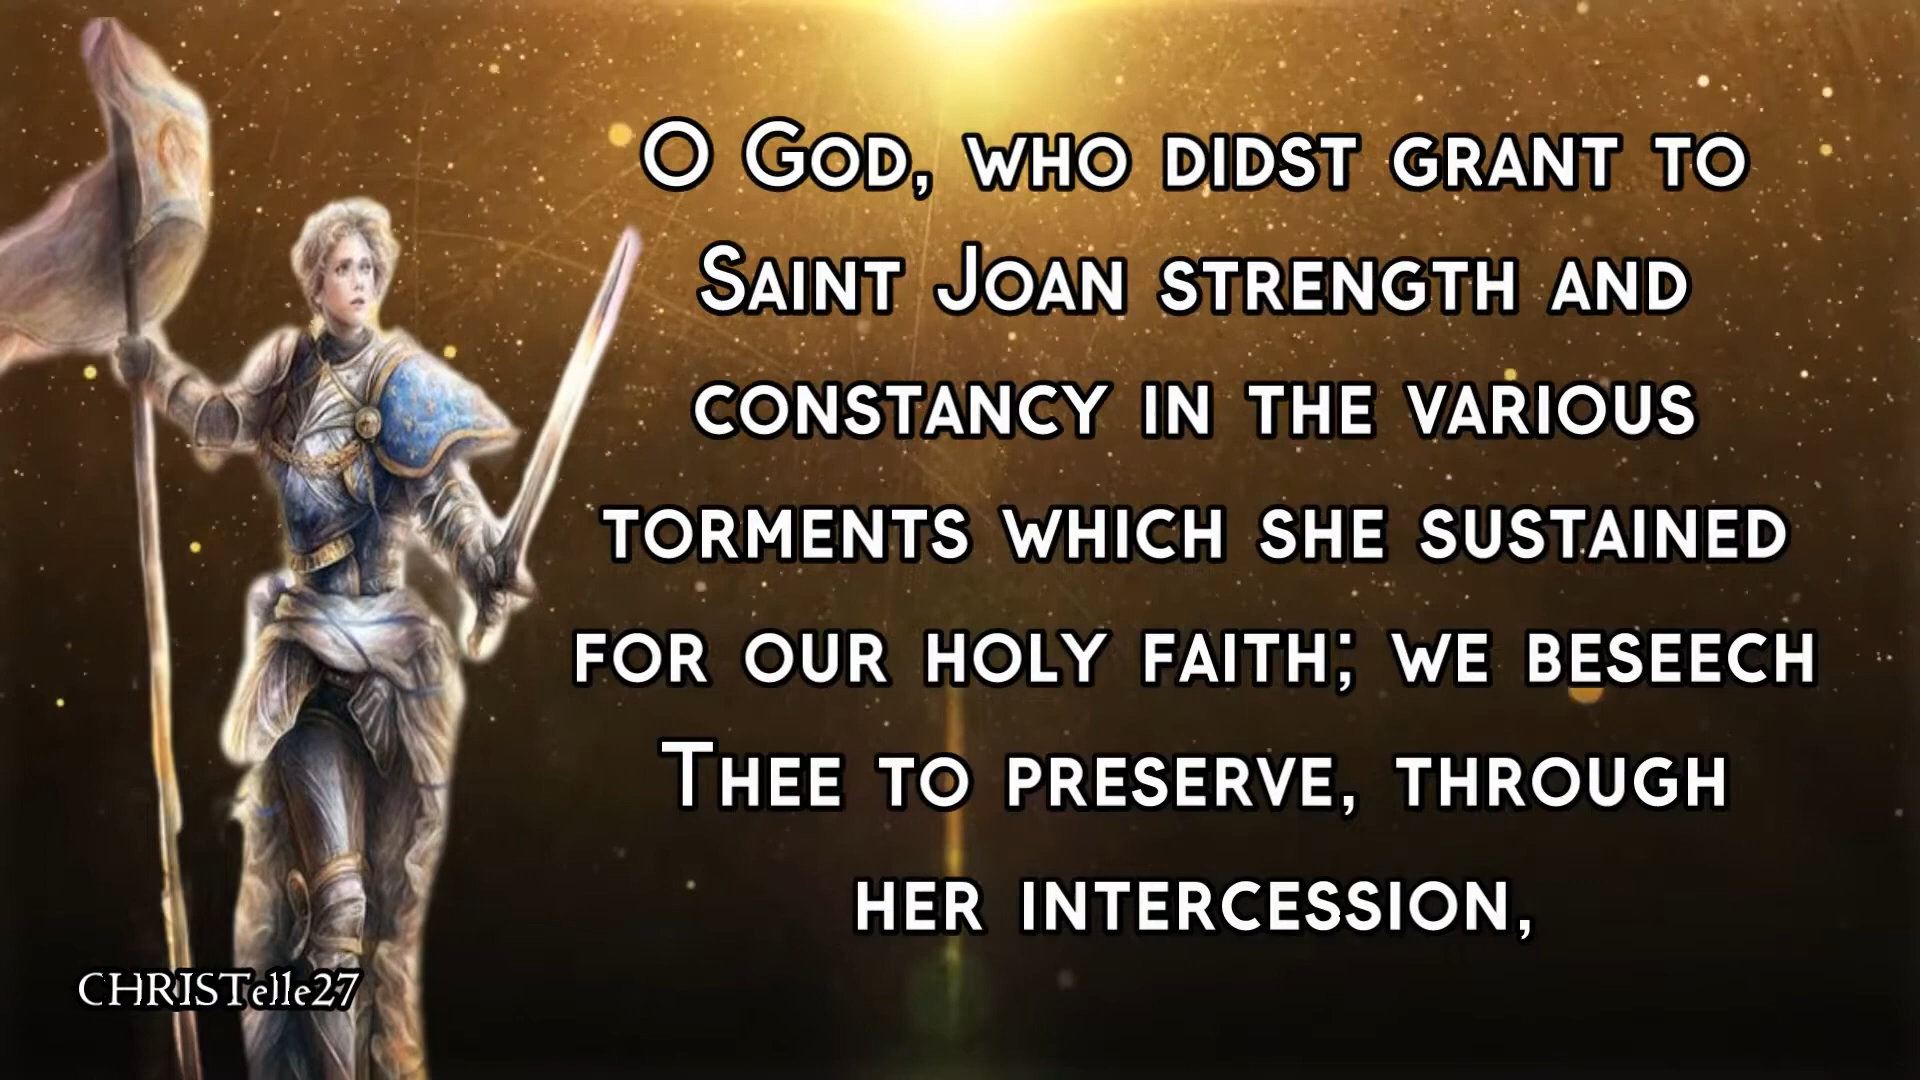 O God, who didst grant to
Saint Joan strength and
constancy in the various
torments which she sustained
for our holy faith; we beseech
Thee to preserve, through
her intercession,
CHRISTelle27